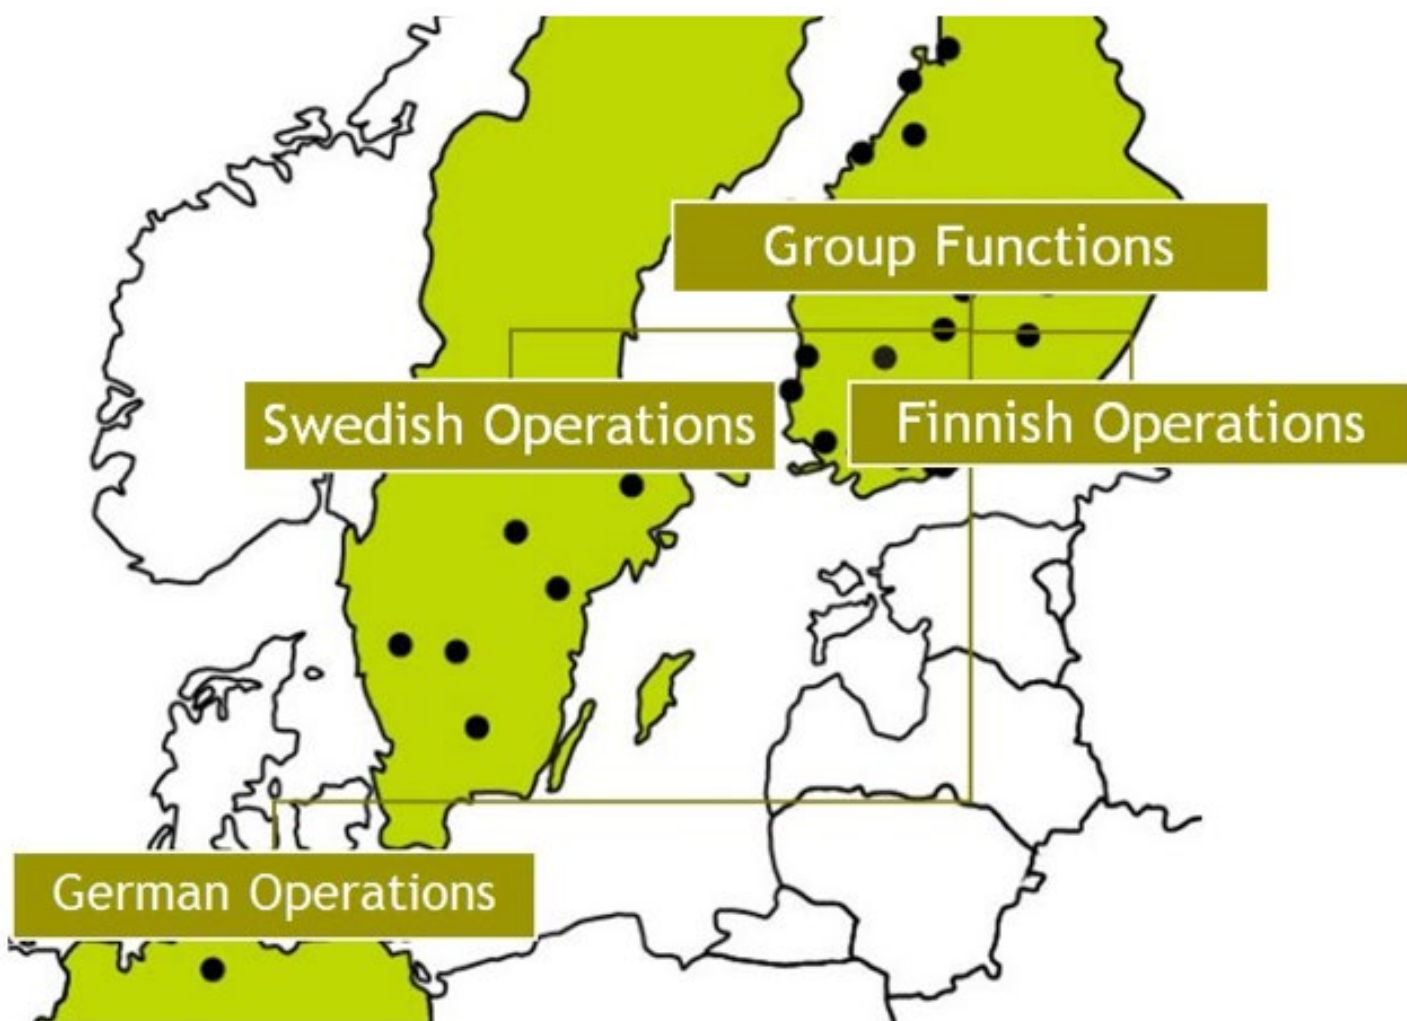 Group Functions
Swedish Operations
Finnish Operations
German Operations